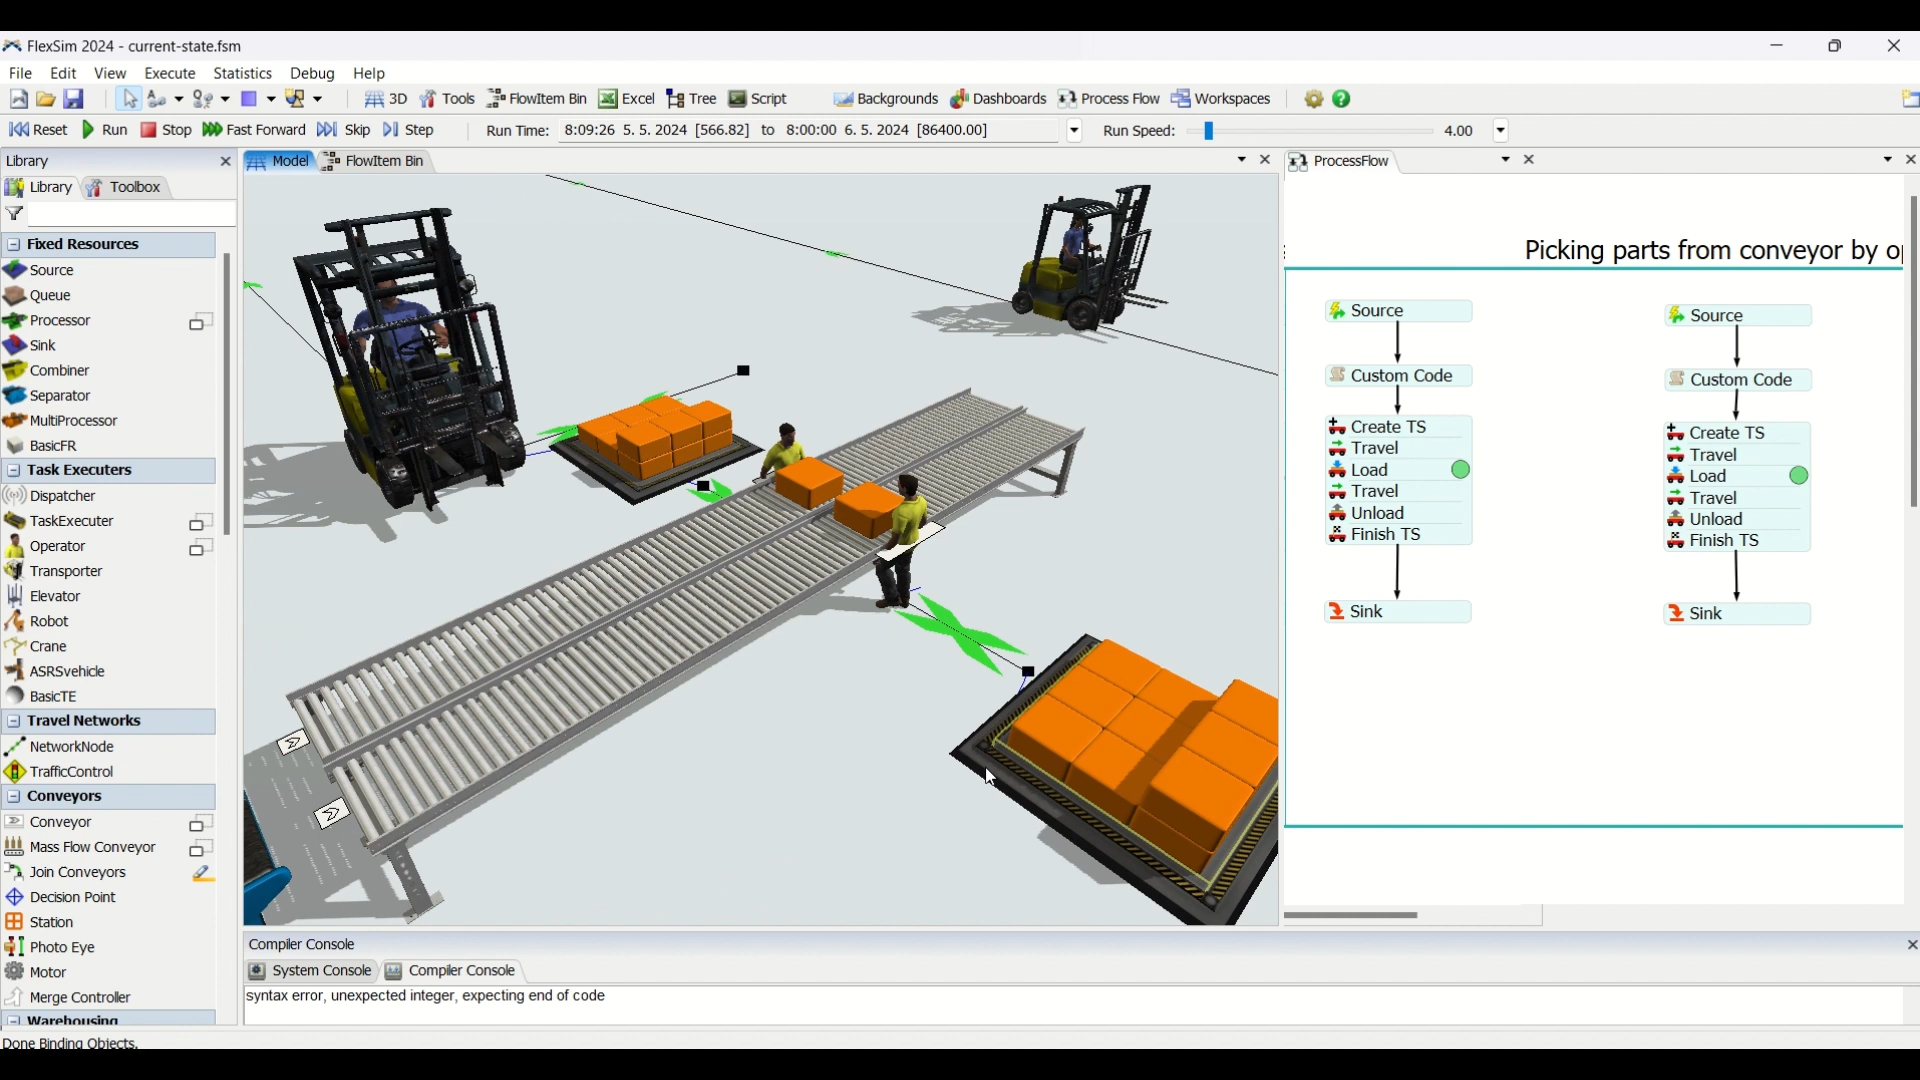 FlexSim 2024 - current-state.fsm
File Edit View Execute Statistics Debug Help
3D Tools FlowItem Bin Excel Tree Script Backgrounds Dashboards Process Flow Workspaces
Reset Run Stop Fast Forward Skip Step Run Time: 8:09:26 5. 5. 2024 [566.82] to 8:00:00 6. 5. 2024 [86400.00] Run Speed: 4.00
Library
Library Toolbox
Fixed Resources
Source
Queue
Processor
Sink
Combiner
Separator
MultiProcessor
BasicFR
Task Executers
Dispatcher
TaskExecuter
Operator
Transporter
Elevator
Robot
Crane
ASRSvehicle
BasicTE
Travel Networks
NetworkNode
TrafficControl
Conveyors
Conveyor
Mass Flow Conveyor
Join Conveyors
Decision Point
Station
Photo Eye
Motor
Merge Controller
Warehousing
Done Binding Objects.
Model FlowItem Bin
ProcessFlow
Picking parts from conveyor by
Source
Custom Code
Create TS
Travel
Load
Travel
Unload
Finish TS
Sink
Source
Custom Code
Create TS
Travel
Load
Travel
Unload
Finish TS
Sink
Compiler Console
System Console Compiler Console
syntax error, unexpected integer, expecting end of code